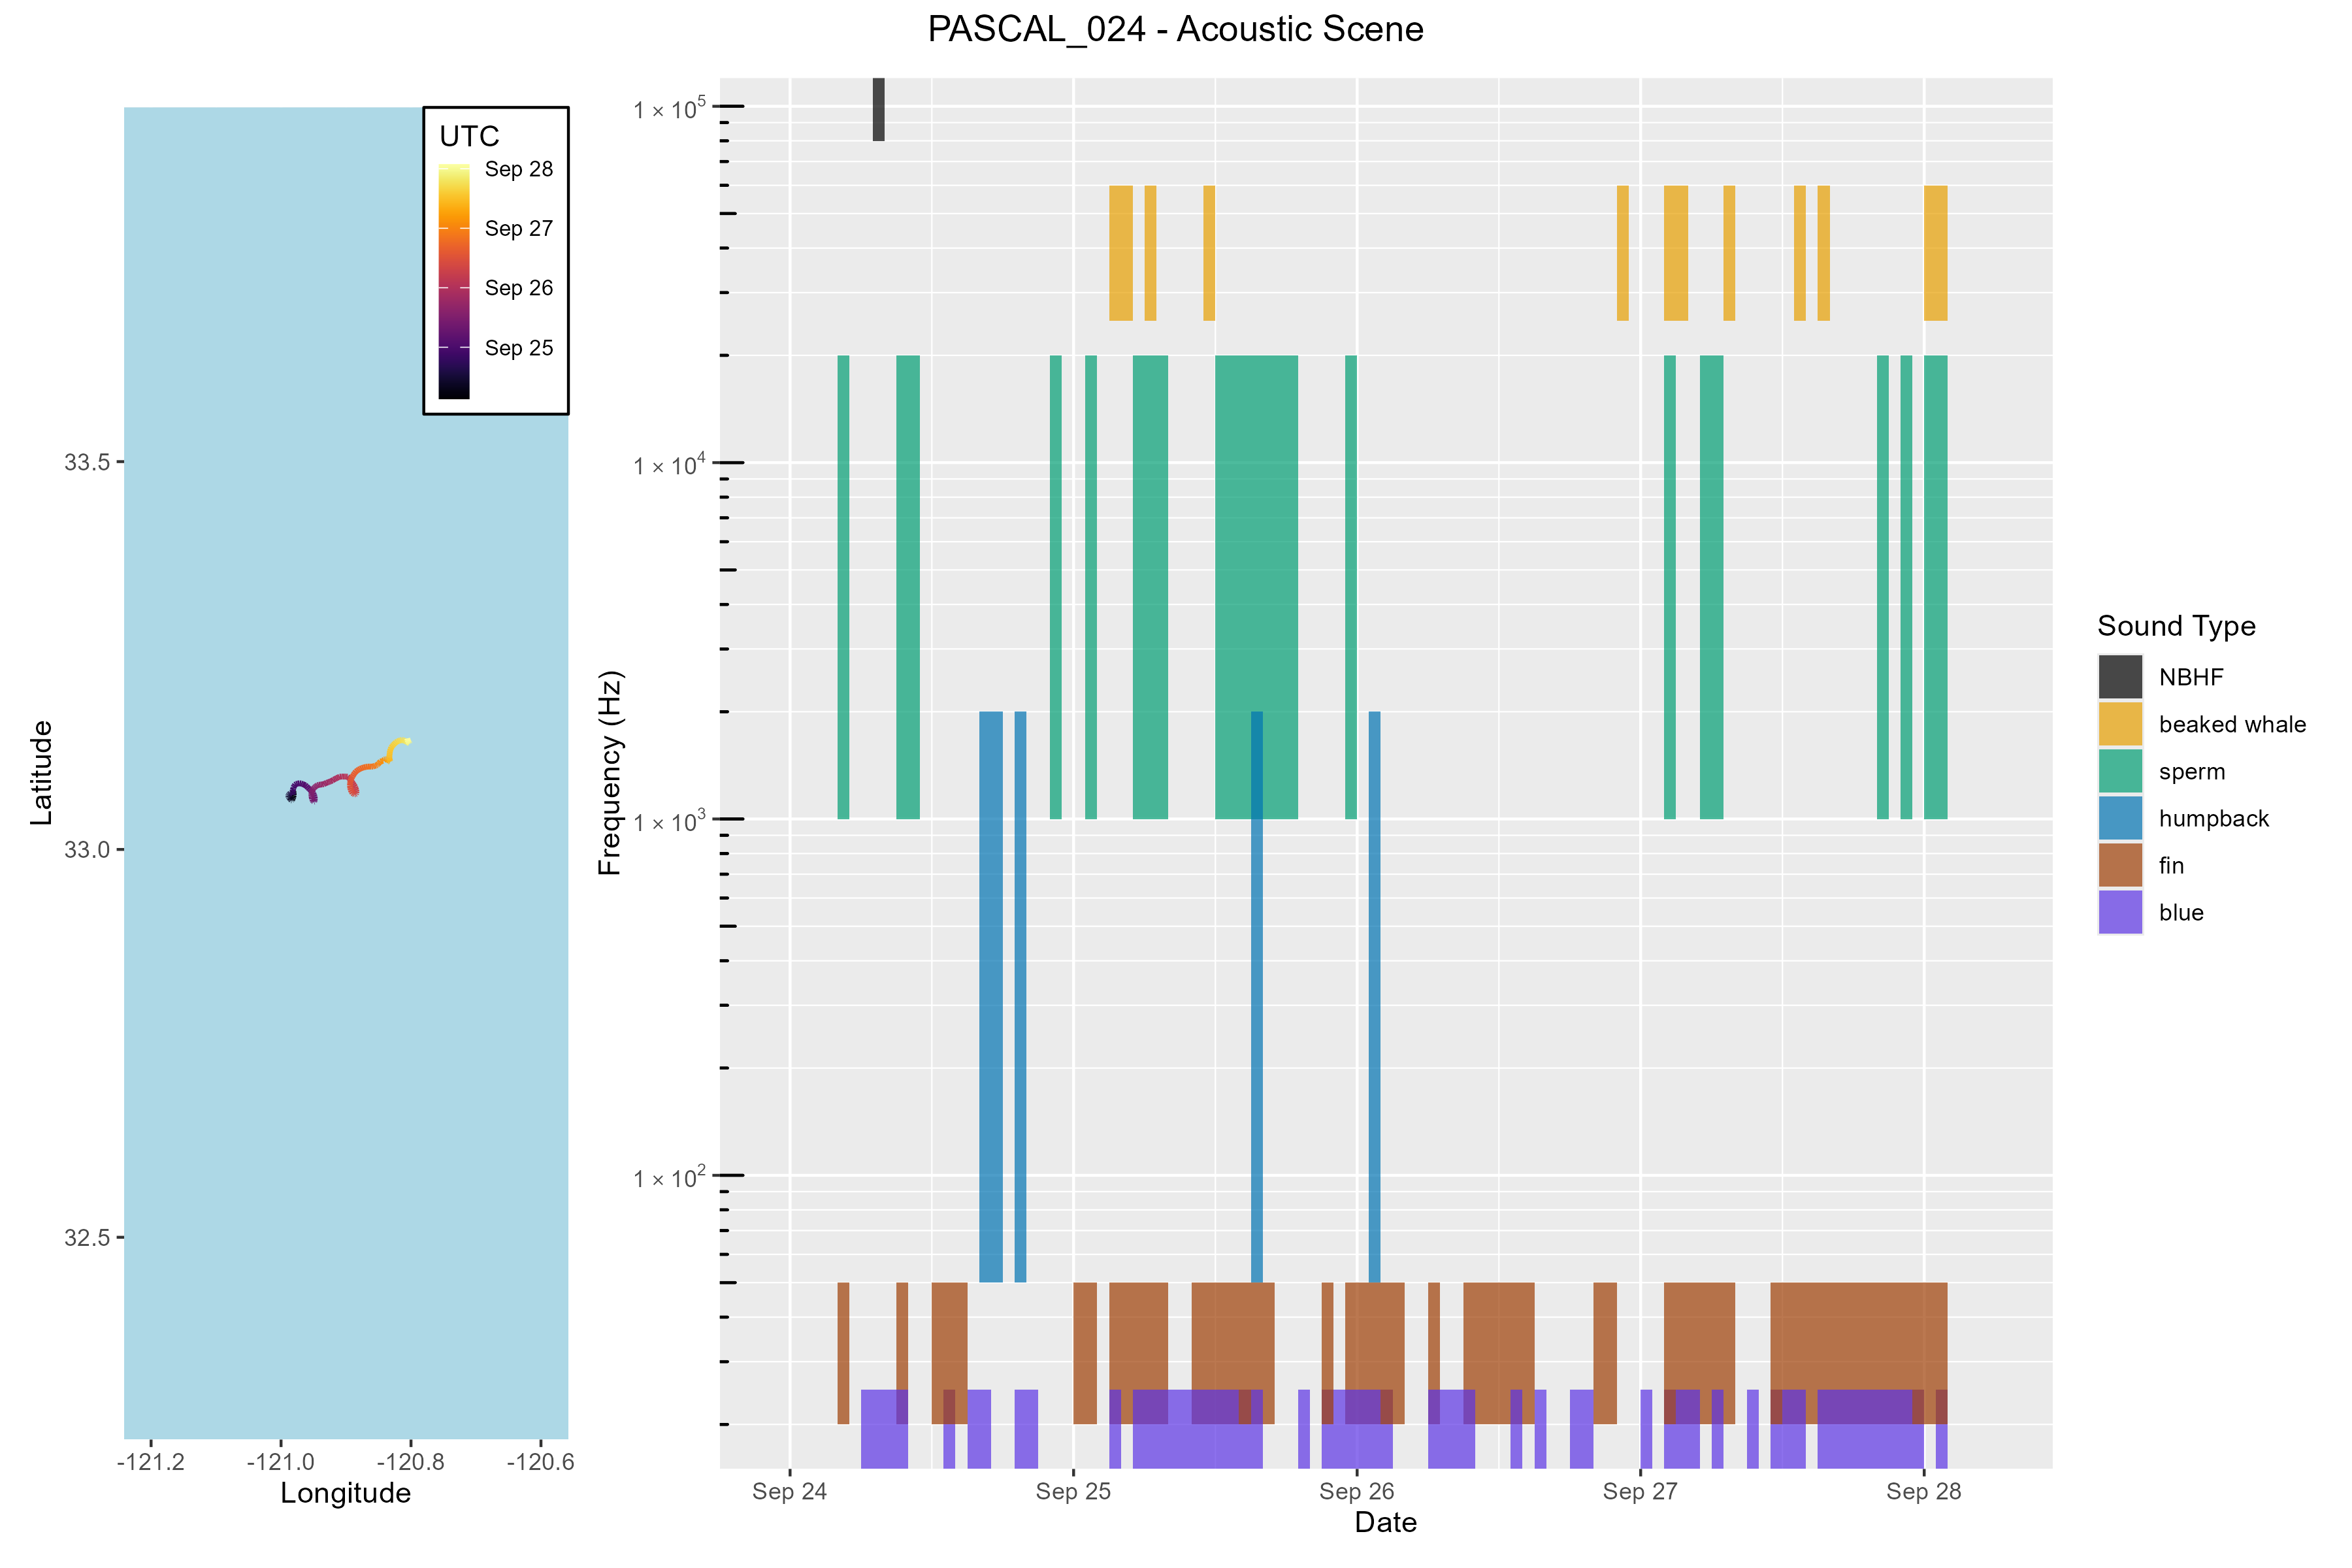 PASCAL_024 - Acoustic Scene
UTC
Sep 28
Sep 27
Sep 26
Sep 25
33.5
33.0
32.5
Latitude
-121.2
-121.0
-120.8
-120.6
Longitude
1 × 10⁵
1 × 10⁴
1 × 10³
1 × 10²
Frequency (Hz)
Sep 24
Sep 25
Sep 26
Sep 27
Sep 28
Date
Sound Type
NBHF
beaked whale
sperm
humpback
fin
blue